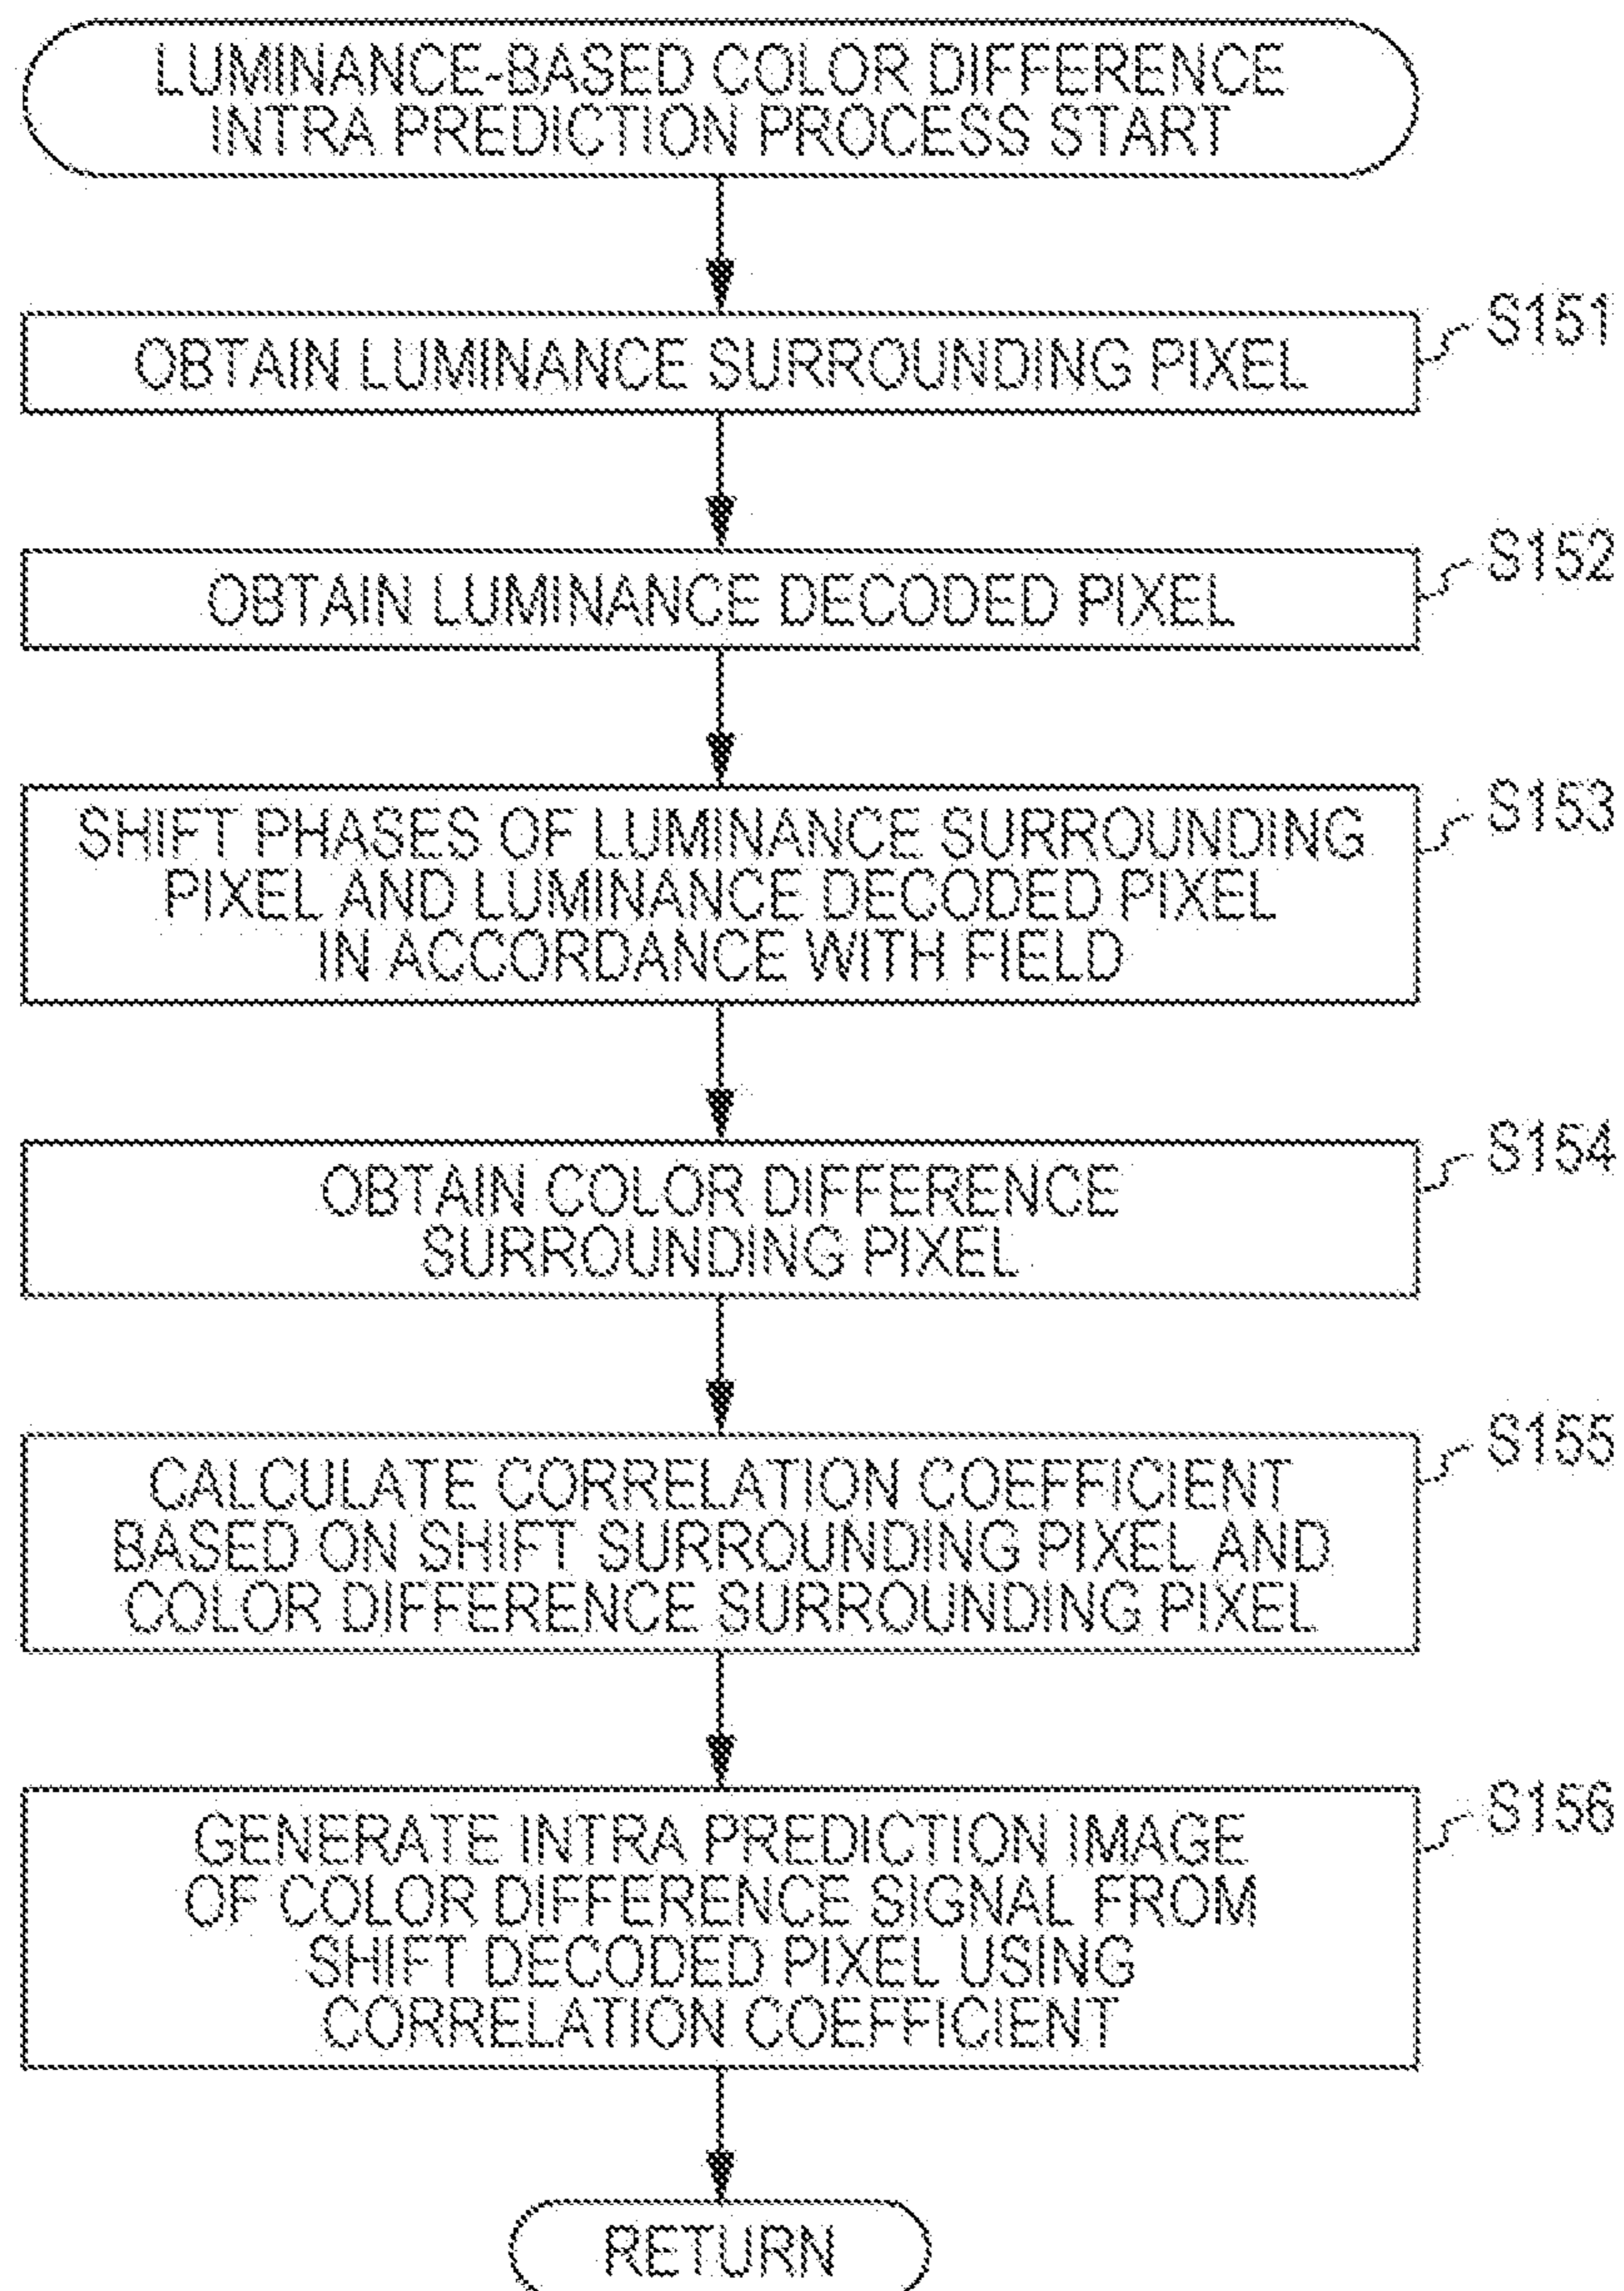 LUMINANCE-BASED COLOR DIFFERENCE
INTRA PREDICTION PROCESS START
OBTAIN LUMINANCE SURROUNDING PIXEL
S151
OBTAIN LUMINANCE DECODED PIXEL
S152
SHIFT PHASES OF LUMINANCE SURROUNDING
PIXEL AND LUMINANCE DECODED PIXEL
IN ACCORDANCE WITH FIELD
S153
OBTAIN COLOR DIFFERENCE
SURROUNDING PIXEL
S154
CALCULATE CORRELATION COEFFICIENT
BASED ON SHIFT SURROUNDING PIXEL AND
COLOR DIFFERENCE SURROUNDING PIXEL
S155
GENERATE INTRA PREDICTION IMAGE
OF COLOR DIFFERENCE SIGNAL FROM
SHIFT DECODED PIXEL USING
CORRELATION COEFFICIENT
S156
RETURN